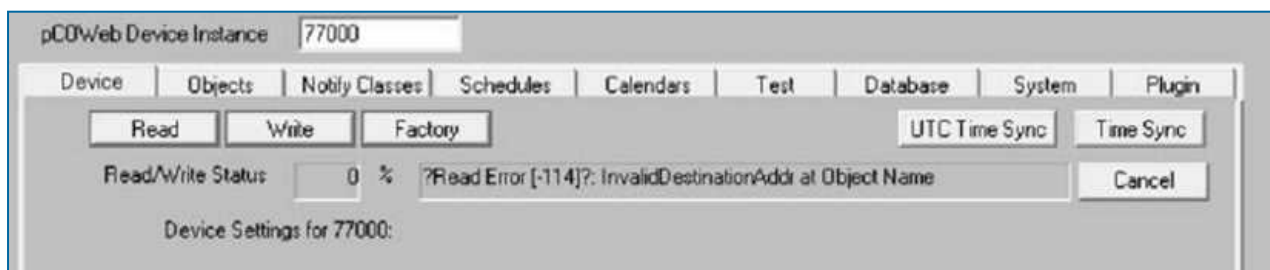 pCOWeb Device Instance 77000
Device Objects Notify Classes Schedules Calendars Test Database System Plugin
Read Write Factory UTC Time Sync Time Sync
Read/Write Status 0 % ?Read Error [-114]?: InvalidDestinationAddr at Object Name Cancel
Device Settings for 77000: